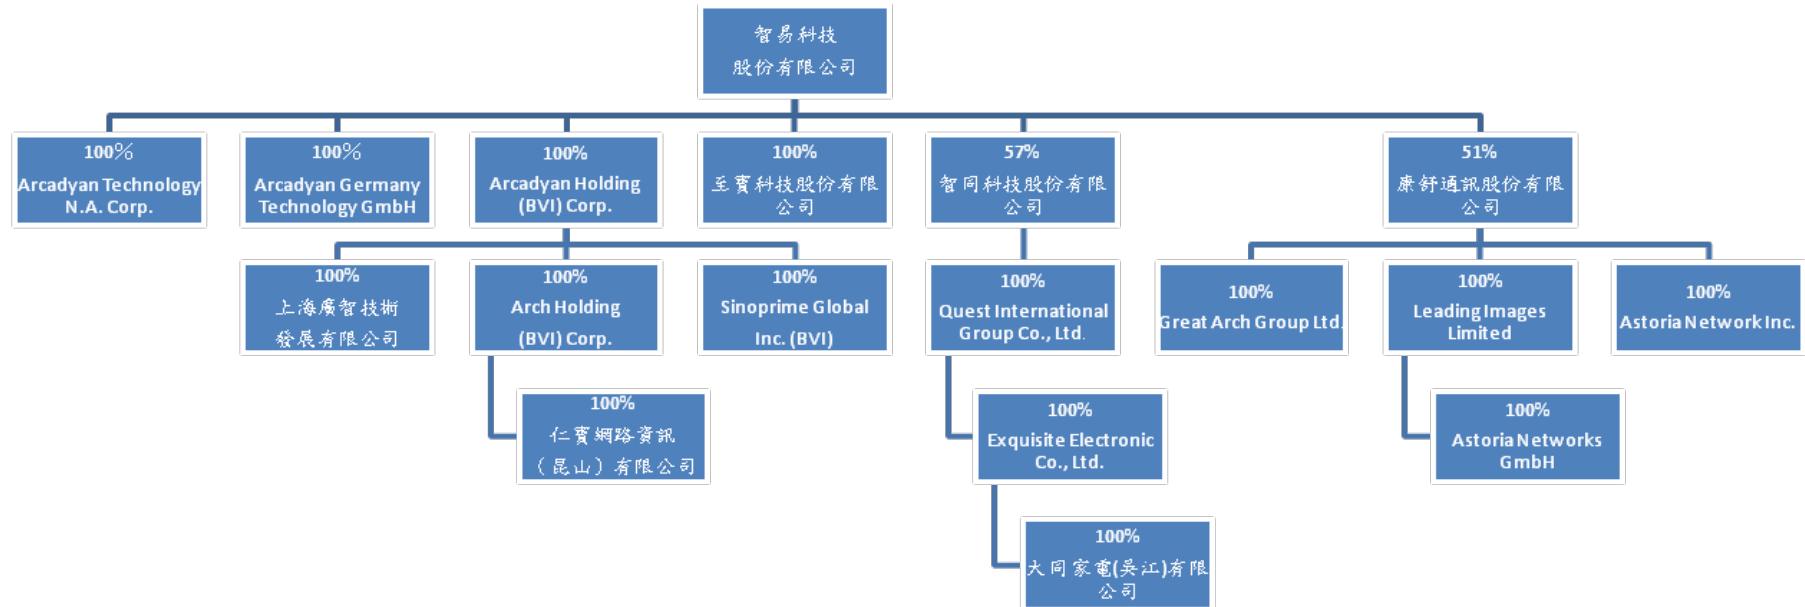 智易科技
股份有限公司
100%
Arcadyan Technology
N.A. Corp.
100%
Arcadyan Germany
Technology GmbH
100%
Arcadyan Holding
(BVI) Corp.
100%
至寶科技股份有限
公司
57%
智同科技股份有限
公司
51%
康舒通訊股份有限
公司
100%
上海廣智技術
發展有限公司
100%
Arch Holding
(BVI) Corp.
100%
Sinoprime Global
Inc. (BVI)
100%
Quest International
Group Co., Ltd.
100%
Great Arch Group Ltd.
100%
Leading Images
Limited
100%
Astoria Network Inc.
100%
仁寶網路資訊
（昆山）有限公司
100%
Exquisite Electronic
Co., Ltd.
100%
Astoria Networks
GmbH
100%
大同家電(吳江)有限
公司